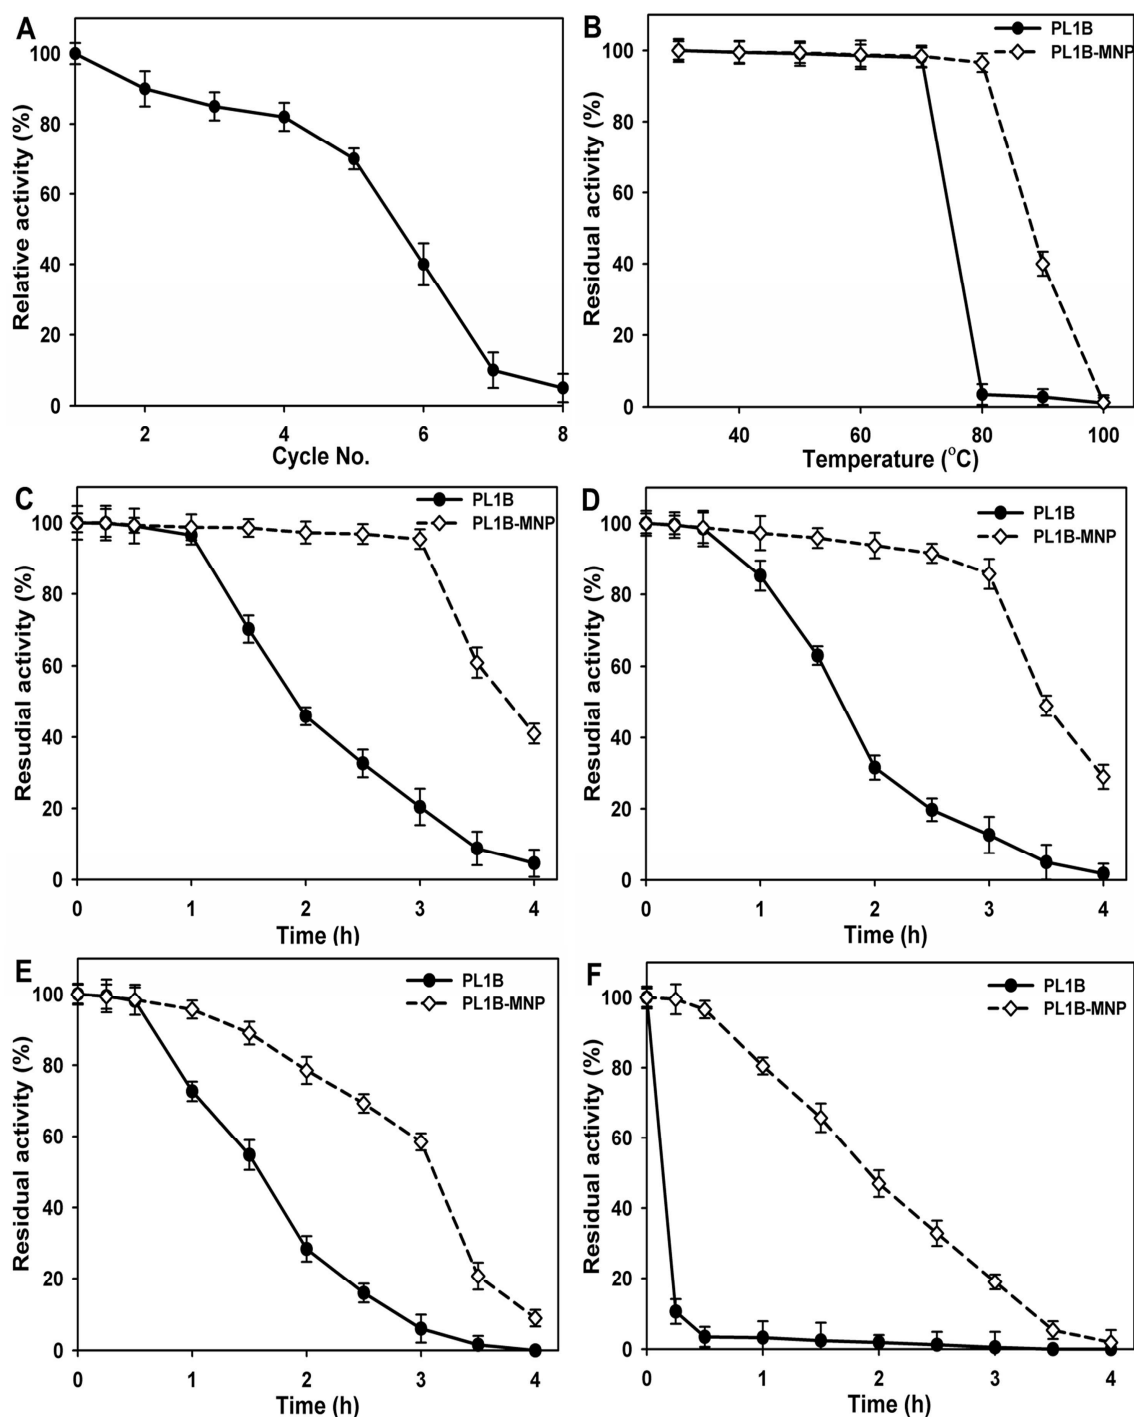 A
Relative activity (%)
100
80
60
40
20
0
2
4
6
8
Cycle No.
B
PL1B
PL1B-MNP
Residual activity (%)
100
80
60
40
20
0
40
60
80
100
Temperature (°C)
C
PL1B
PL1B-MNP
Resudial activity (%)
100
80
60
40
20
0
0
1
2
3
4
Time (h)
D
PL1B
PL1B-MNP
Resudial activity (%)
100
80
60
40
20
0
0
1
2
3
4
Time (h)
E
PL1B
PL1B-MNP
Residual activity (%)
100
80
60
40
20
0
0
1
2
3
4
Time (h)
F
PL1B
PL1B-MNP
Residual activity (%)
100
80
60
40
20
0
0
1
2
3
4
Time (h)